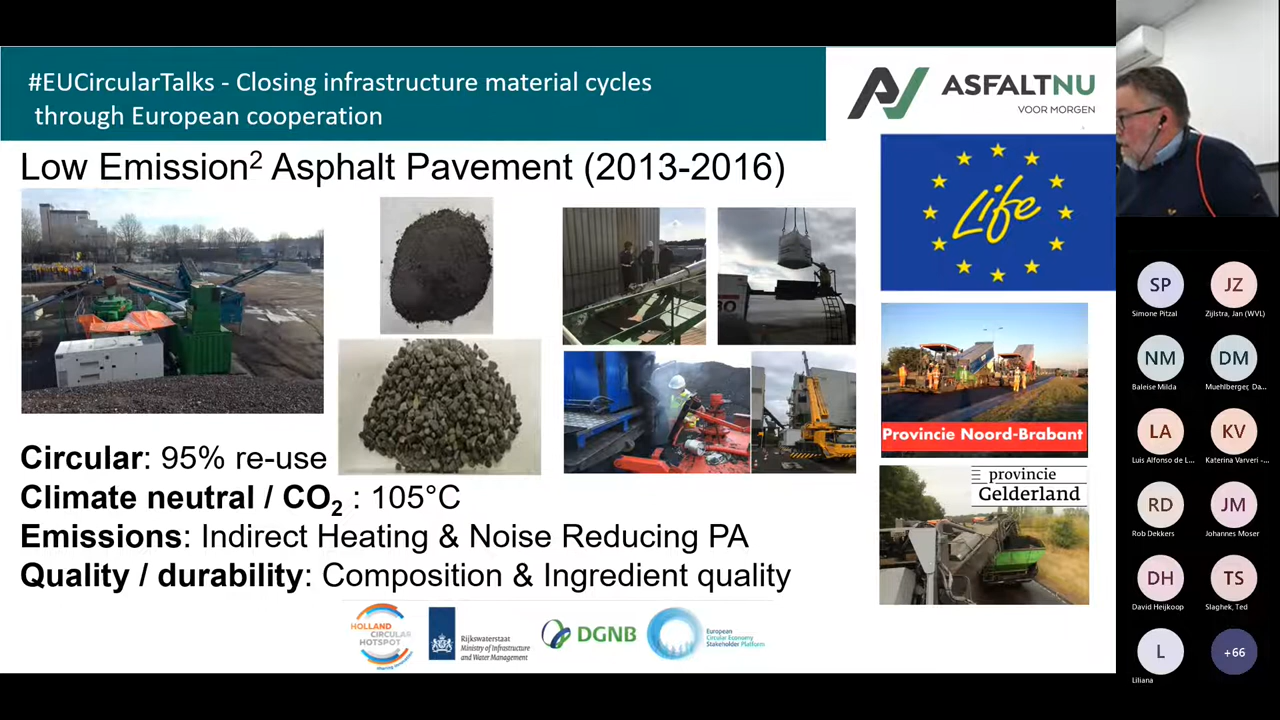 #EUCircularTalks - Closing infrastructure material cycles
through European cooperation
ASFALTNU
VOOR MORGEN
Low Emission² Asphalt Pavement (2013-2016)
Life
Provincie Noord-Brabant
provincie
Gelderland
Circular: 95% re-use
Climate neutral / CO₂ : 105°C
Emissions: Indirect Heating & Noise Reducing PA
Quality / durability: Composition & Ingredient quality
HOLLAND
CIRCULAR
HOTSPOT
Rijkswaterstaat
Ministry of Infrastructure
and Water Management
DGNB
European
Circular Economy
Stakeholder Platform
SP
Simone Pitzal
JZ
Zijlstra, Jan (WVL)
NM
Baleise Milda
DM
Muehlberger, Da...
LA
Luis Alfonso de L...
KV
Katerina Varveri -...
RD
Rob Dekkers
JM
Johannes Moser
DH
David Heijkoop
TS
Slaghek, Ted
L
Liliana
+66